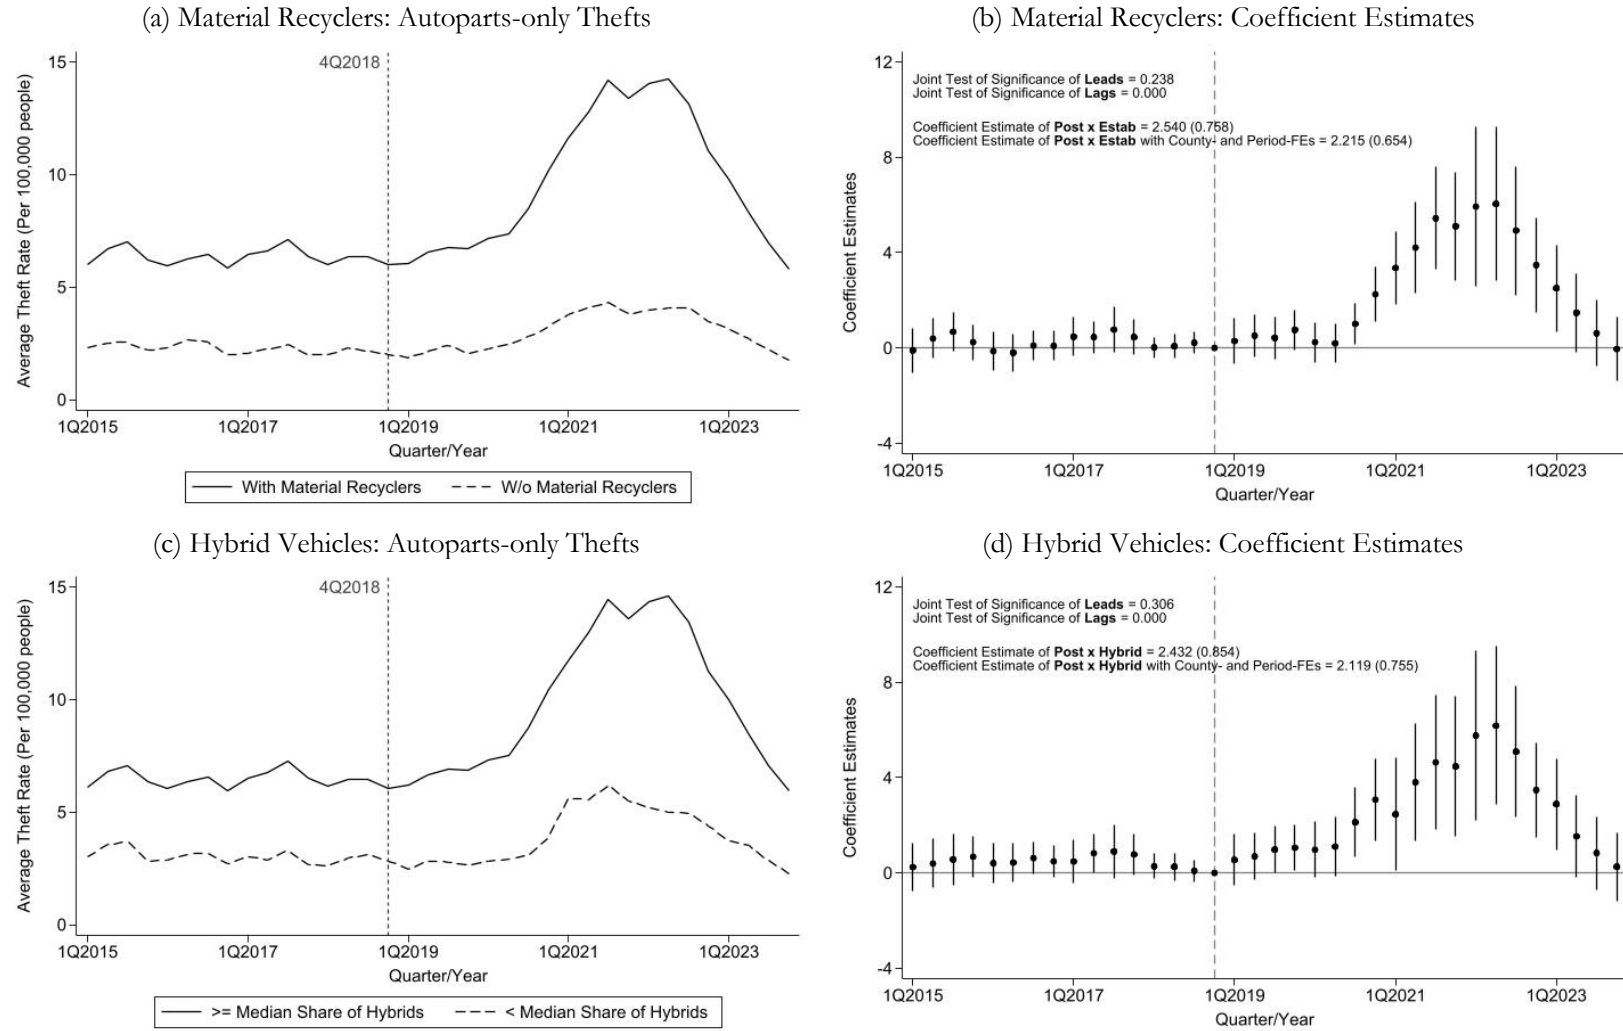 (a) Material Recyclers: Autoparts-only Thefts
Average Theft Rate (Per 100,000 people)
15
10
5
0
4Q2018
1Q2015
1Q2017
1Q2019
1Q2021
1Q2023
Quarter/Year
With Material Recyclers
W/o Material Recyclers
(b) Material Recyclers: Coefficient Estimates
Coefficient Estimates
12
8
4
0
-4
Joint Test of Significance of Leads = 0.238
Joint Test of Significance of Lags = 0.000
Coefficient Estimate of Post x Estab = 2.540 (0.758)
Coefficient Estimate of Post x Estab with County- and Period-FEs = 2.215 (0.654)
1Q2015
1Q2017
1Q2019
1Q2021
1Q2023
Quarter/Year
(c) Hybrid Vehicles: Autoparts-only Thefts
Average Theft Rate (Per 100,000 people)
15
10
5
0
4Q2018
1Q2015
1Q2017
1Q2019
1Q2021
1Q2023
Quarter/Year
>= Median Share of Hybrids
< Median Share of Hybrids
(d) Hybrid Vehicles: Coefficient Estimates
Coefficient Estimates
12
8
4
0
-4
Joint Test of Significance of Leads = 0.306
Joint Test of Significance of Lags = 0.000
Coefficient Estimate of Post x Hybrid = 2.432 (0.854)
Coefficient Estimate of Post x Hybrid with County- and Period-FEs = 2.119 (0.755)
1Q2015
1Q2017
1Q2019
1Q2021
1Q2023
Quarter/Year